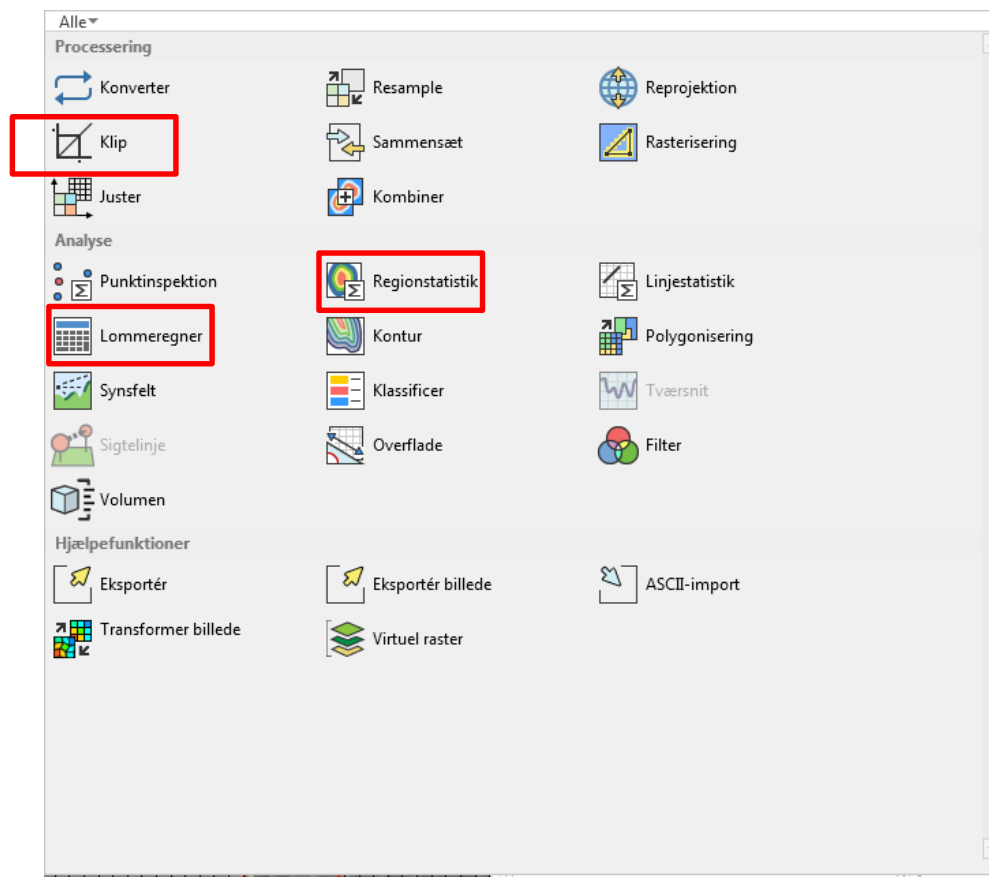 Alle
Processering
Konverter Resample Reprojektion
Klip Sammensæt Rasterisering
Juster Kombiner
Analyse
Punktinspektion Regionstatistik Linjestatistik
Lommeregner Kontur Polygonisering
Synsfelt Klassificer Tværsnit
Sigtelinje Overflade Filter
Volumen
Hjælpefunktioner
Eksportér Eksportér billede ASCII-import
Transformer billede Virtuel raster